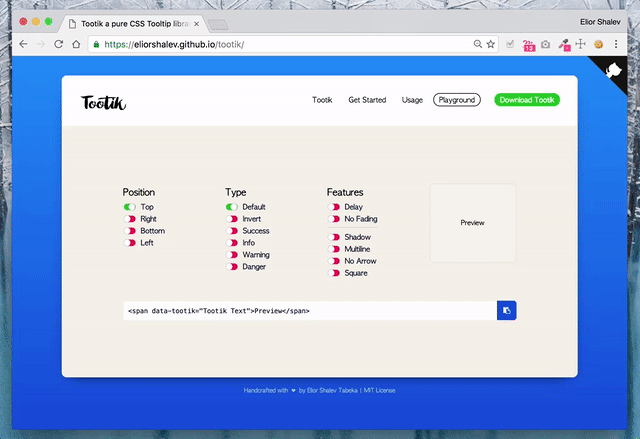 Tootik a pure CSS Tooltip libra
Elior Shalev
https://eliorshalev.github.io/tootik/
13
Tootik
Tootik
Get Started
Usage
Playground
Download Tootik
Position
Top
Right
Bottom
Left
Type
Default
Invert
Success
Info
Warning
Danger
Features
Delay
No Fading
Shadow
Multiline
No Arrow
Square
Preview
<span data-tootik="Tootik Text">Preview</span>
Handcrafted with ❤ by Elior Shalev Tabeka | MIT License